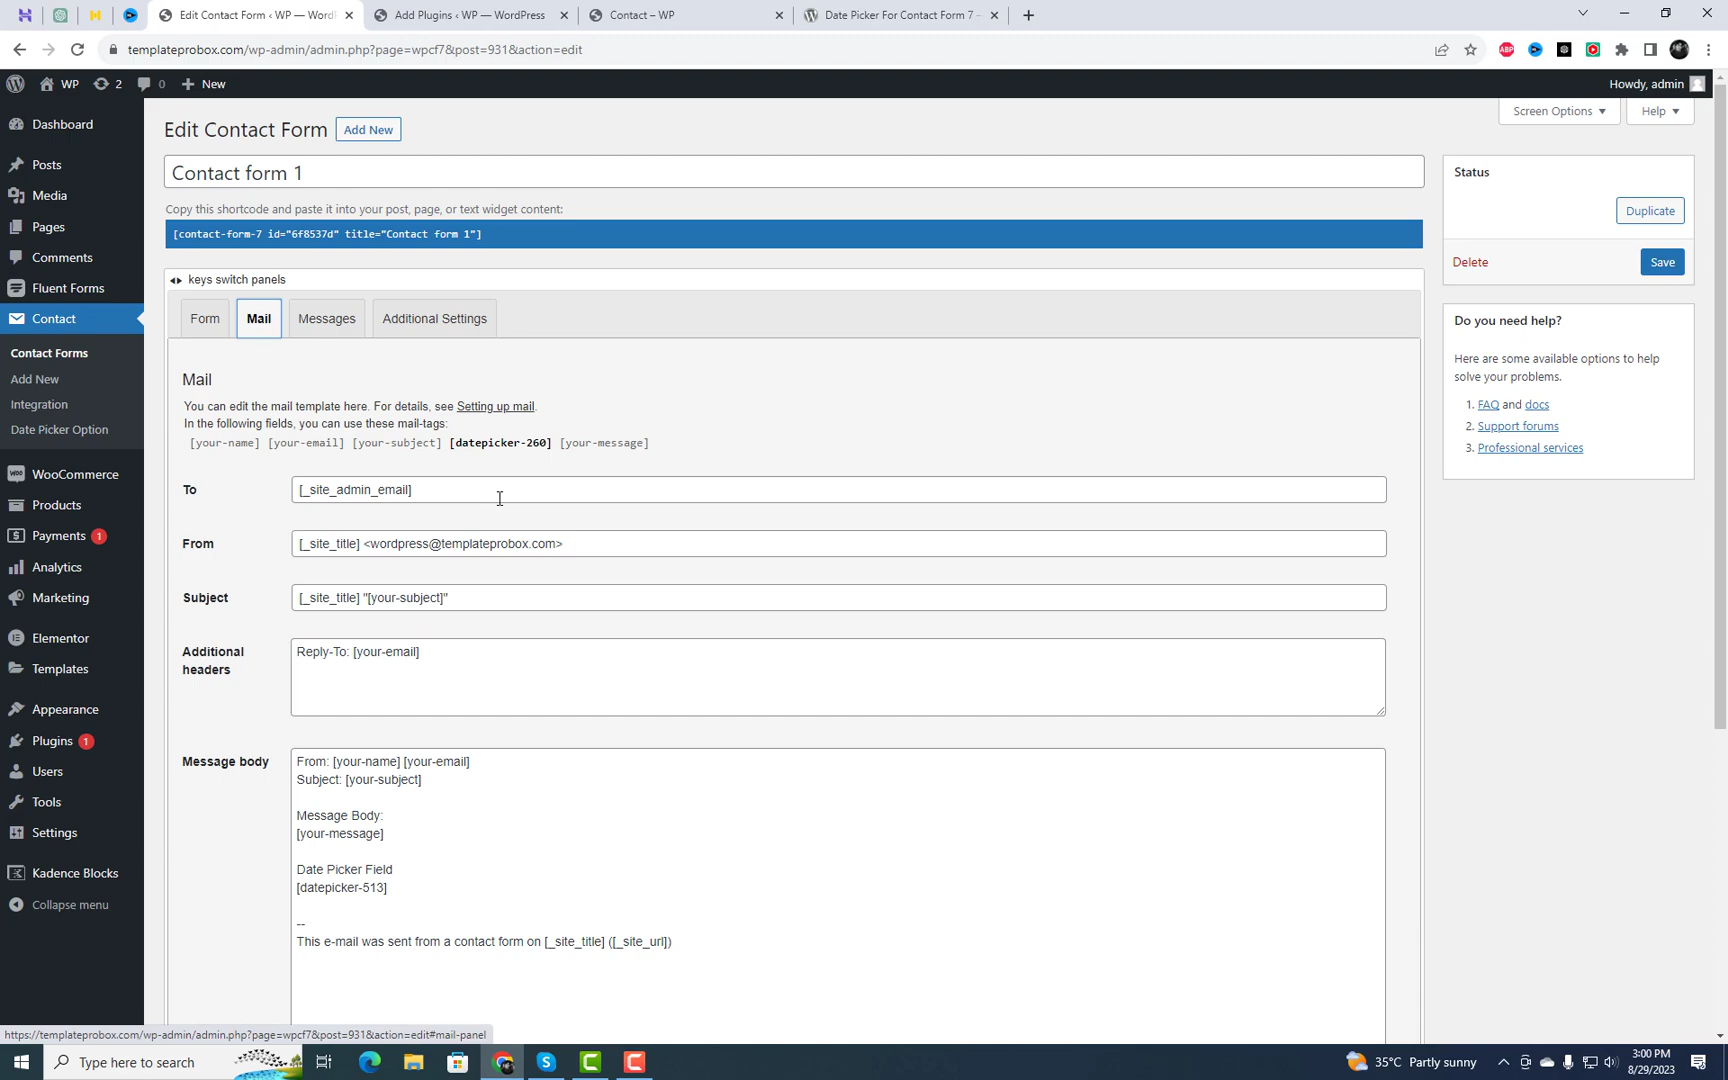 Edit Contact Form ‹ WP — WordP
Add Plugins ‹ WP — WordPress
Contact – WP
Date Picker For Contact Form 7 –
templateprobox.com/wp-admin/admin.php?page=wpcf7&post=931&action=edit
WP
2
0
New
Howdy, admin
Screen Options
Help
Dashboard
Posts
Media
Pages
Comments
Fluent Forms
Contact
Contact Forms
Add New
Integration
Date Picker Option
WooCommerce
Products
Payments 1
Analytics
Marketing
Elementor
Templates
Appearance
Plugins 1
Users
Tools
Settings
Kadence Blocks
Collapse menu
Edit Contact Form
Add New
Contact form 1
Copy this shortcode and paste it into your post, page, or text widget content:
[contact-form-7 id="6f8537d" title="Contact form 1"]
keys switch panels
Form
Mail
Messages
Additional Settings
Mail
You can edit the mail template here. For details, see Setting up mail.
In the following fields, you can use these mail-tags:
[your-name] [your-email] [your-subject] [datepicker-260] [your-message]
To
[_site_admin_email]
From
[_site_title] <wordpress@templateprobox.com>
Subject
[_site_title] "[your-subject]"
Additional
headers
Reply-To: [your-email]
Message body
From: [your-name] [your-email]
Subject: [your-subject]
Message Body:
[your-message]
Date Picker Field
[datepicker-513]
--
This e-mail was sent from a contact form on [_site_title] ([_site_url])
Status
Duplicate
Delete
Save
Do you need help?
Here are some available options to help
solve your problems.
1. FAQ and docs
2. Support forums
3. Professional services
https://templateprobox.com/wp-admin/admin.php?page=wpcf7&post=931&action=edit#mail-panel
Type here to search
35°C Partly sunny
3:00 PM
8/29/2023